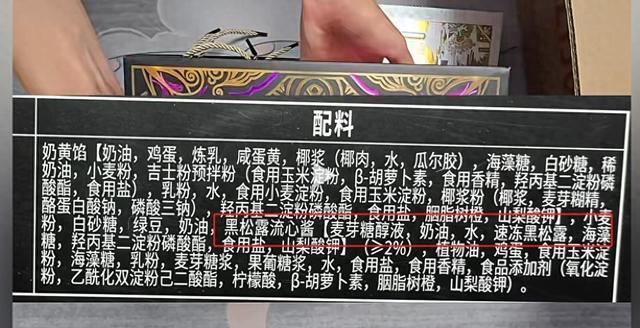 配料
奶黄馅【奶油，鸡蛋，炼乳，咸蛋黄，椰浆（椰肉，水，瓜尔胶），海藻糖，白砂糖，稀
奶油，小麦粉，吉士粉预拌粉（食用玉米淀粉，β-胡萝卜素，食用香精，羟丙基二淀粉磷
酸酯，食用盐），乳粉，水，食用小麦淀粉，食用玉米淀粉，椰浆粉（椰浆，麦芽糊精，
酪蛋白酸钠，磷酸三钠），羟丙基二淀粉磷酸酯，食用盐，胭脂树橙，山梨酸钾】，小麦
粉，白砂糖，绿豆，奶油，黑松露流心酱【麦芽糖醇液，奶油，水，速冻黑松露，海藻
糖，羟丙基二淀粉磷酸酯，食用盐，山梨酸钾】（≥2%），植物油，鸡蛋，食用玉米淀
粉，海藻糖，乳粉，麦芽糖浆，果葡糖浆，水，食用盐，食用香精，食品添加剂（氧化淀
粉，乙酰化双淀粉己二酸酯，柠檬酸，β-胡萝卜素，胭脂树橙，山梨酸钾）。